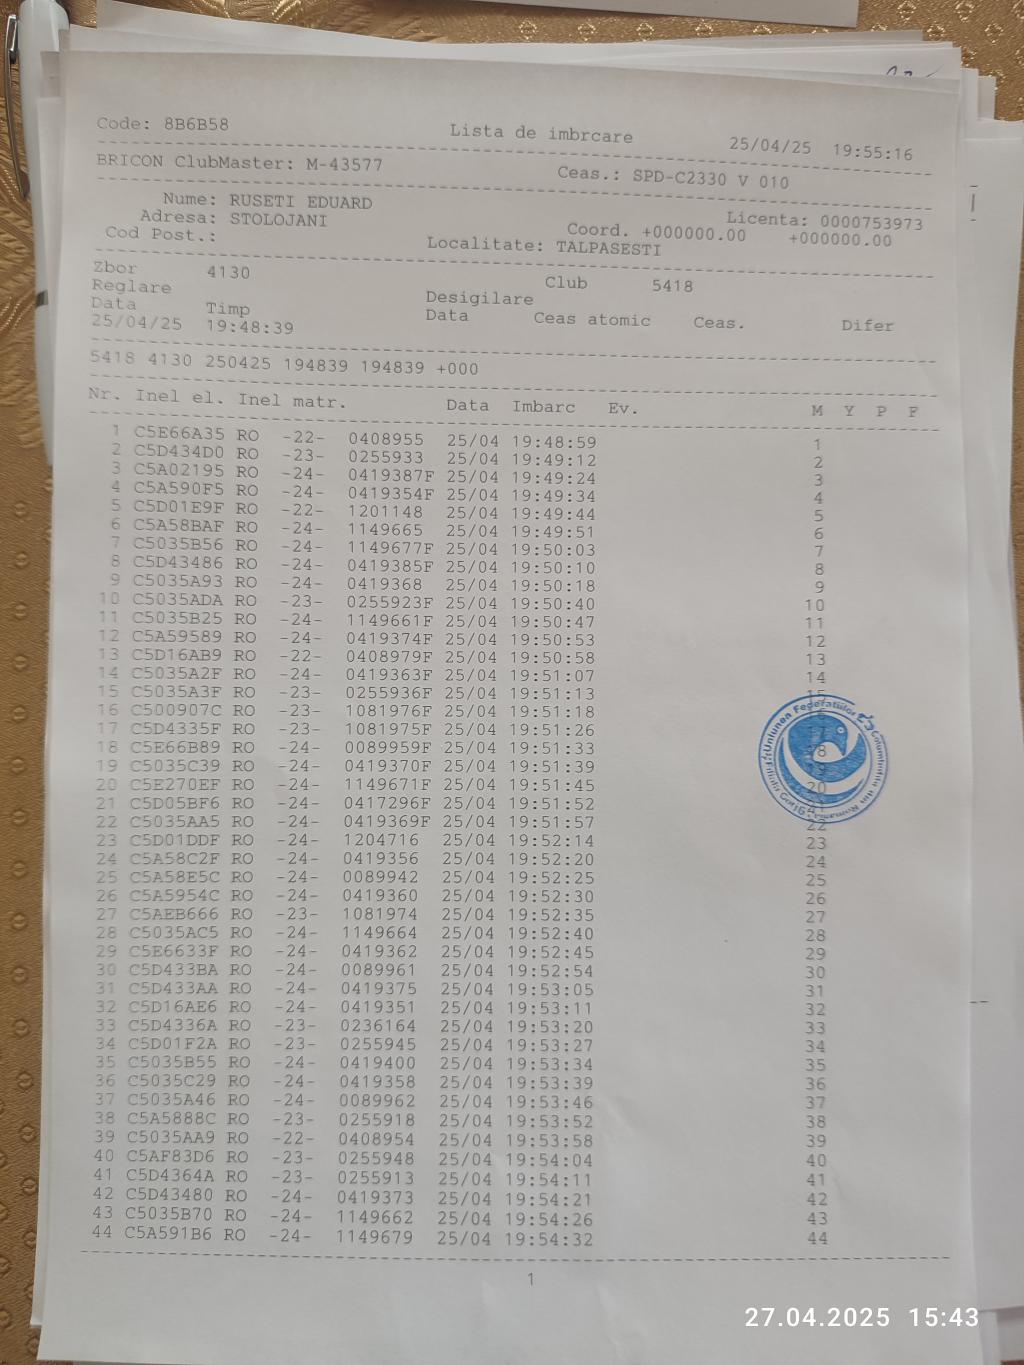 Code: 8B6B58 Lista de imbrcare 25/04/25 19:55:16
BRICON ClubMaster: M-43577 Ceas.: SPD-C2330 V 010
Nume: RUSETI EDUARD Licenta: 0000753973
Adresa: STOLOJANI Coord. +000000.00 +000000.00
Cod Post.: Localitate: TALPASESTI
Zbor 4130 Club 5418
Reglare Desigilare
Data Timp Data Ceas atomic Ceas. Difer
25/04/25 19:48:39
5418 4130 250425 194839 194839 +000
Nr. Inel el. Inel matr. Data Imbarc Ev. M Y P F
1 C5E66A35 RO -22- 0408955 25/04 19:48:59 1
2 C5D434D0 RO -23- 0255933 25/04 19:49:12 2
3 C5A02195 RO -24- 0419387F 25/04 19:49:24 3
4 C5A590F5 RO -24- 0419354F 25/04 19:49:34 4
5 C5D01E9F RO -22- 1201148 25/04 19:49:44 5
6 C5A58BAF RO -24- 1149665 25/04 19:49:51 6
7 C5035B56 RO -24- 1149677F 25/04 19:50:03 7
8 C5D43486 RO -24- 0419385F 25/04 19:50:10 8
9 C5035A93 RO -24- 0419368 25/04 19:50:18 9
10 C5035ADA RO -23- 0255923F 25/04 19:50:40 10
11 C5035B25 RO -24- 1149661F 25/04 19:50:47 11
12 C5A59589 RO -24- 0419374F 25/04 19:50:53 12
13 C5D16AB9 RO -22- 0408979F 25/04 19:50:58 13
14 C5035A2F RO -24- 0419363F 25/04 19:51:07 14
15 C5035A3F RO -23- 0255936F 25/04 19:51:13 15
16 C500907C RO -23- 1081976F 25/04 19:51:18
17 C5D4335F RO -23- 1081975F 25/04 19:51:26
18 C5E66B89 RO -24- 0089959F 25/04 19:51:33 18
19 C5035C39 RO -24- 0419370F 25/04 19:51:39
20 C5E270EF RO -24- 1149671F 25/04 19:51:45 20
21 C5D05BF6 RO -24- 0417296F 25/04 19:51:52 21
22 C5035AA5 RO -24- 0419369F 25/04 19:51:57 22
23 C5D01DDF RO -24- 1204716 25/04 19:52:14 23
24 C5A58C2F RO -24- 0419356 25/04 19:52:20 24
25 C5A58E5C RO -24- 0089942 25/04 19:52:25 25
26 C5A5954C RO -24- 0419360 25/04 19:52:30 26
27 C5AEB666 RO -23- 1081974 25/04 19:52:35 27
28 C5035AC5 RO -24- 1149664 25/04 19:52:40 28
29 C5E6633F RO -24- 0419362 25/04 19:52:45 29
30 C5D433BA RO -24- 0089961 25/04 19:52:54 30
31 C5D433AA RO -24- 0419375 25/04 19:53:05 31
32 C5D16AE6 RO -24- 0419351 25/04 19:53:11 32
33 C5D4336A RO -23- 0236164 25/04 19:53:20 33
34 C5D01F2A RO -23- 0255945 25/04 19:53:27 34
35 C5035B55 RO -24- 0419400 25/04 19:53:34 35
36 C5035C29 RO -24- 0419358 25/04 19:53:39 36
37 C5035A46 RO -24- 0089962 25/04 19:53:46 37
38 C5A5888C RO -23- 0255918 25/04 19:53:52 38
39 C5035AA9 RO -22- 0408954 25/04 19:53:58 39
40 C5AF83D6 RO -23- 0255948 25/04 19:54:04 40
41 C5D4364A RO -23- 0255913 25/04 19:54:11 41
42 C5D43480 RO -24- 0419373 25/04 19:54:21 42
43 C5035B70 RO -24- 1149662 25/04 19:54:26 43
44 C5A591B6 RO -24- 1149679 25/04 19:54:32 44
1
27.04.2025 15:43